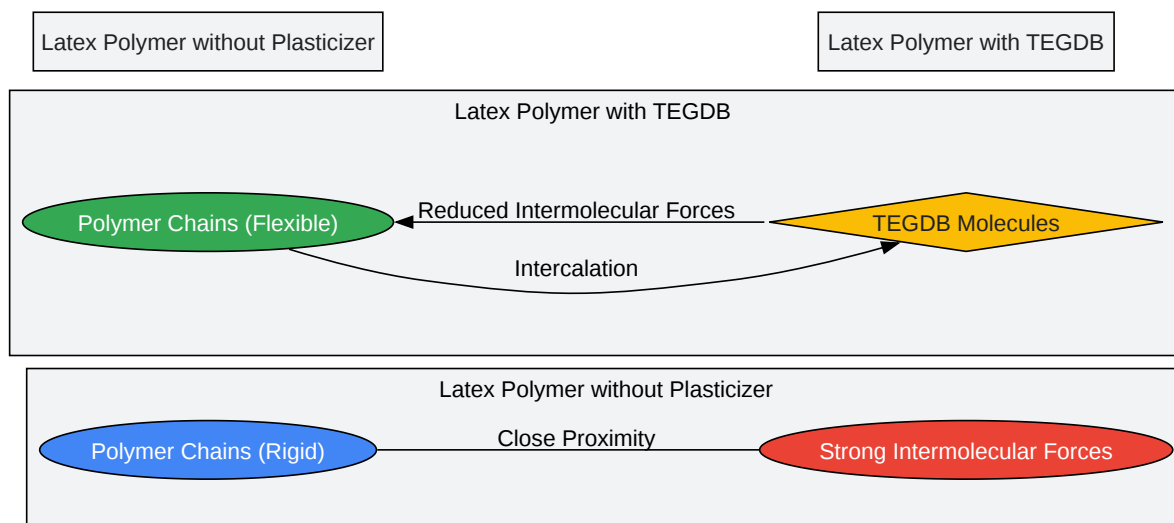 Latex Polymer without Plasticizer
Latex Polymer with TEGDB
Latex Polymer with TEGDB
Polymer Chains (Flexible)
Reduced Intermolecular Forces
TEGDB Molecules
Intercalation
Latex Polymer without Plasticizer
Polymer Chains (Rigid)
Close Proximity
Strong Intermolecular Forces